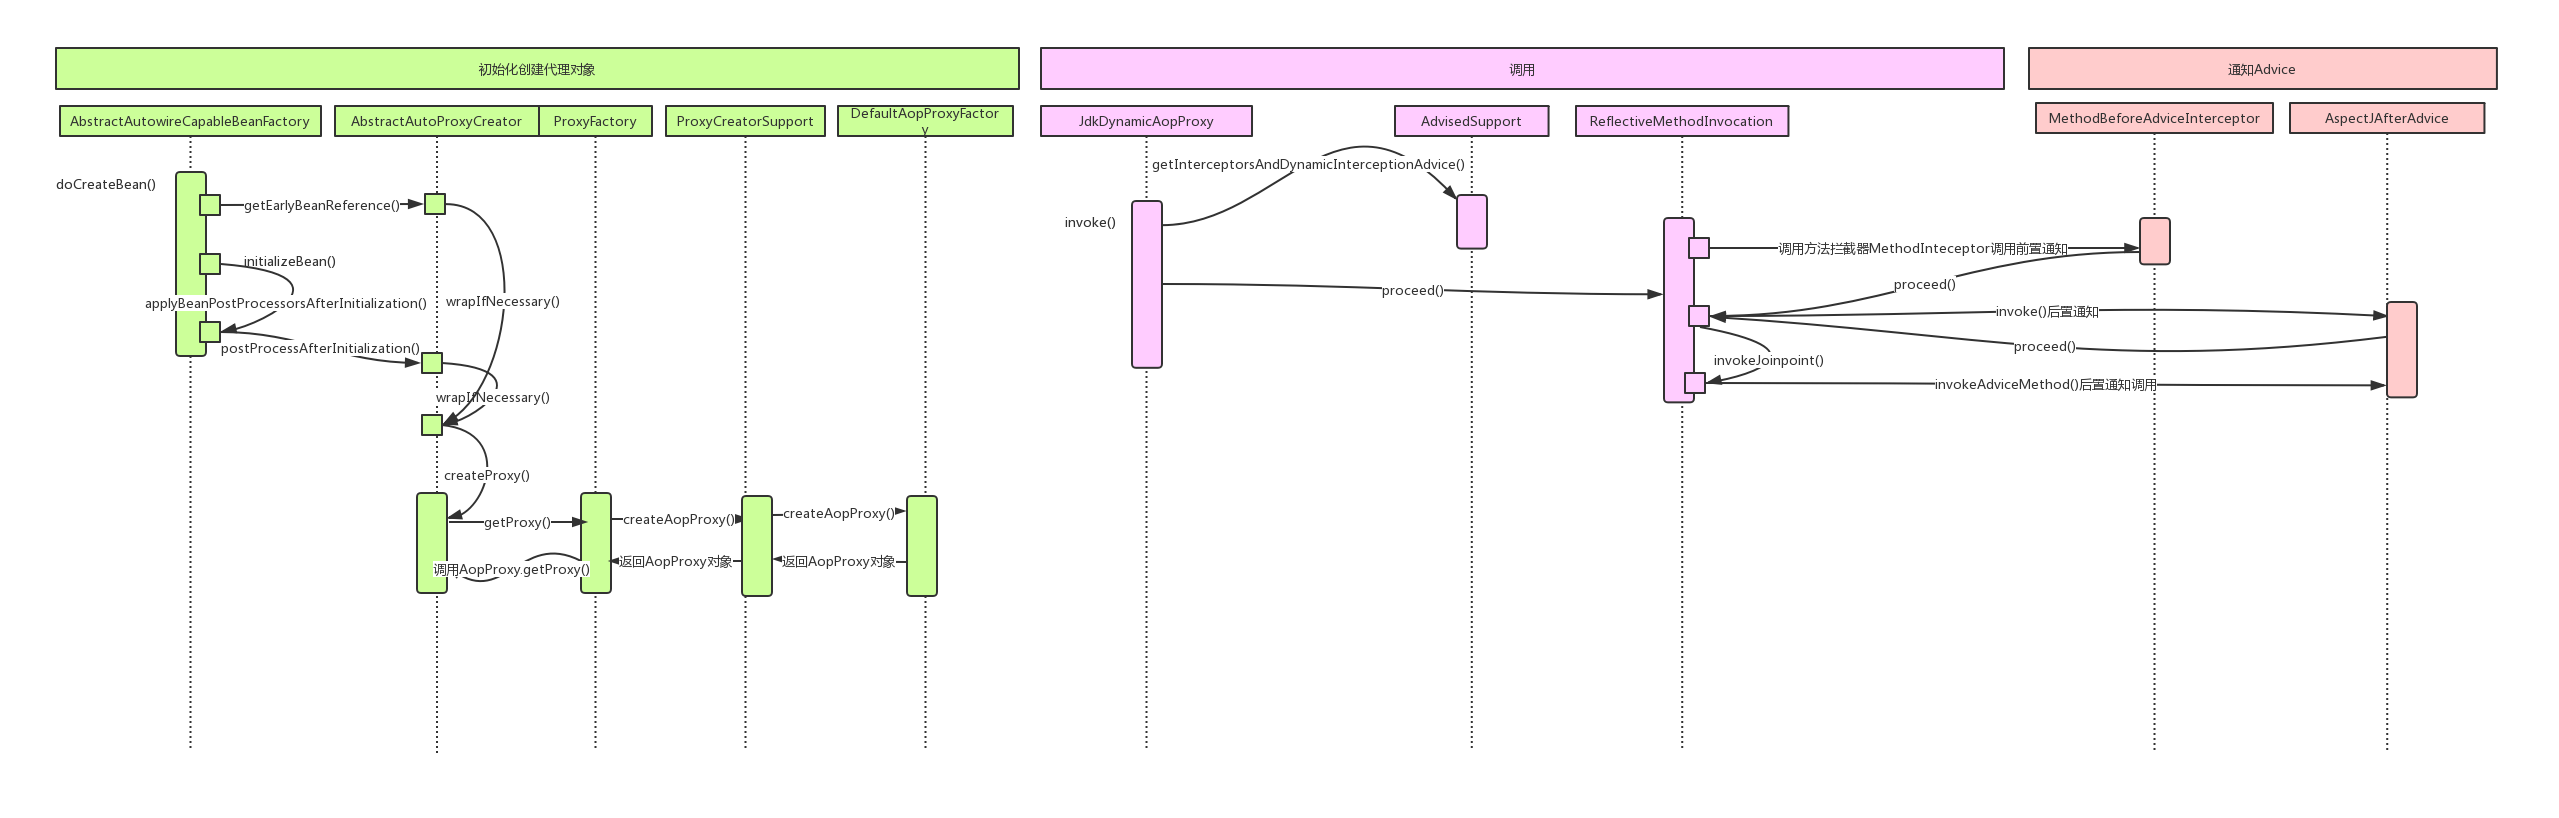 初始化创建代理对象
调用
通知Advice
AbstractAutowireCapableBeanFactory
AbstractAutoProxyCreator
ProxyFactory
ProxyCreatorSupport
DefaultAopProxyFactor
y
JdkDynamicAopProxy
AdvisedSupport
ReflectiveMethodInvocation
MethodBeforeAdviceInterceptor
AspectJAfterAdvice
doCreateBean()
getEarlyBeanReference()
initializeBean()
applyBeanPostProcessorsAfterInitialization()
wrapIfNecessary()
postProcessAfterInitialization()
wrapIfNecessary()
createProxy()
getProxy()
createAopProxy()
createAopProxy()
调用AopProxy.getProxy()
返回AopProxy对象
返回AopProxy对象
getInterceptorsAndDynamicInterceptionAdvice()
invoke()
proceed()
调用方法拦截器MethodInteceptor调用前置通知
proceed()
invoke()后置通知
proceed()
invokeJoinpoint()
invokeAdviceMethod()后置通知调用